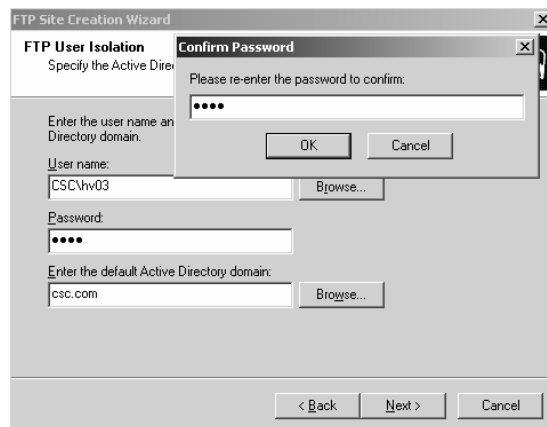 FTP Site Creation Wizard
FTP User Isolation
Specify the Active Dire
Confirm Password
Please re-enter the password to confirm:
••••
OK Cancel
Enter the user name an
Directory domain.
User name:
CSC\hv03 Browse...
Password:
••••
Enter the default Active Directory domain:
csc.com Browse...
< Back Next > Cancel